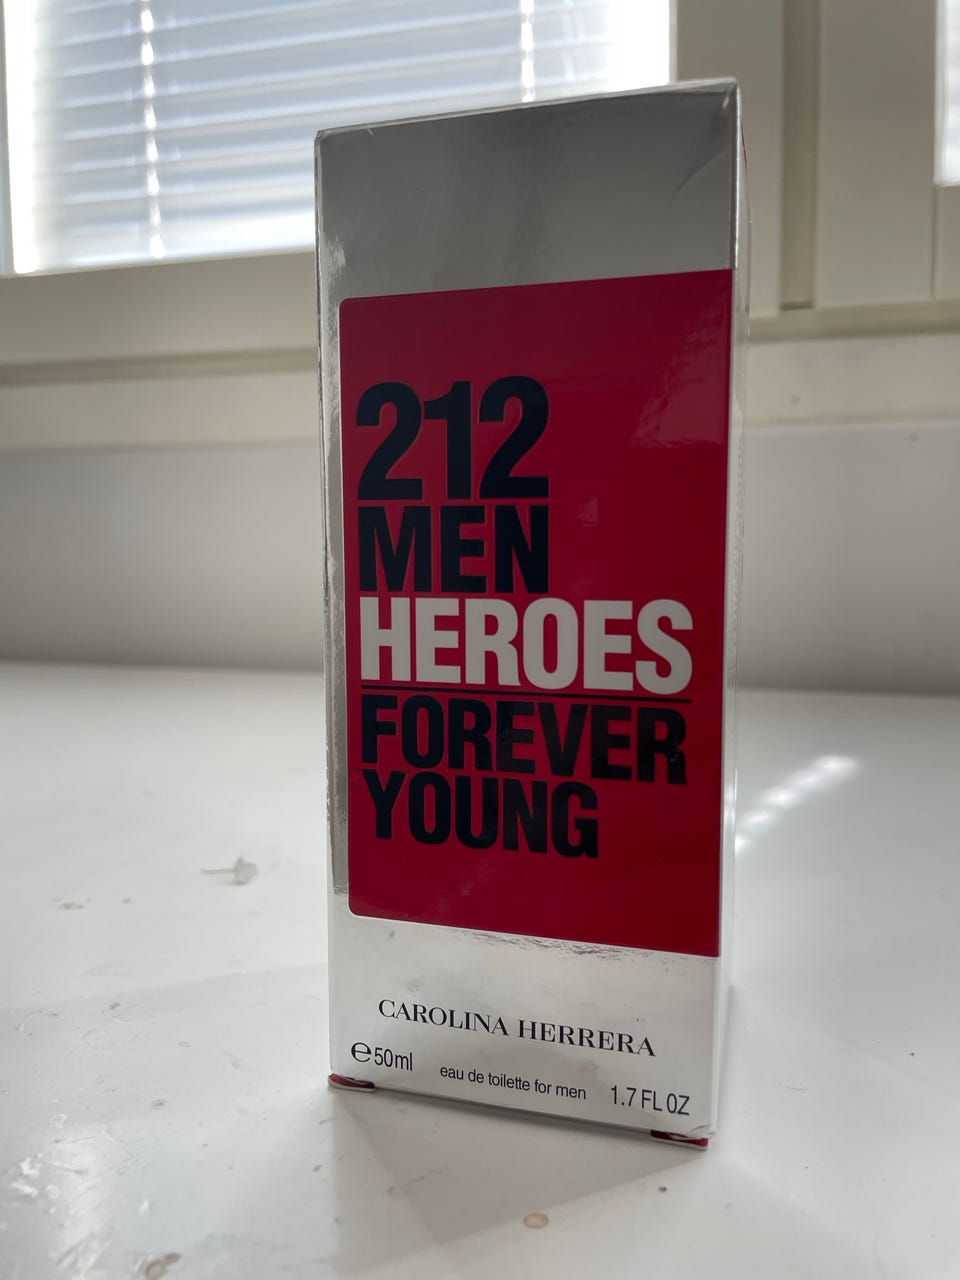 212
MEN
HEROES
FOREVER
YOUNG
CAROLINA HERRERA
℮50ml eau de toilette for men 1.7 FL OZ